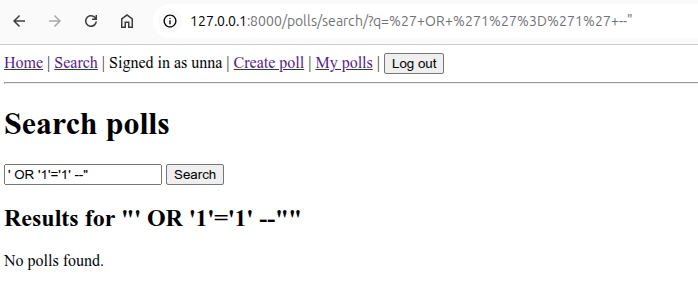 127.0.0.1:8000/polls/search/?q=%27+OR+%271%27%3D%271%27+--"
Home | Search | Signed in as unna | Create poll | My polls | Log out
Search polls
' OR '1'='1' --" Search
Results for "' OR '1'='1' --""
No polls found.